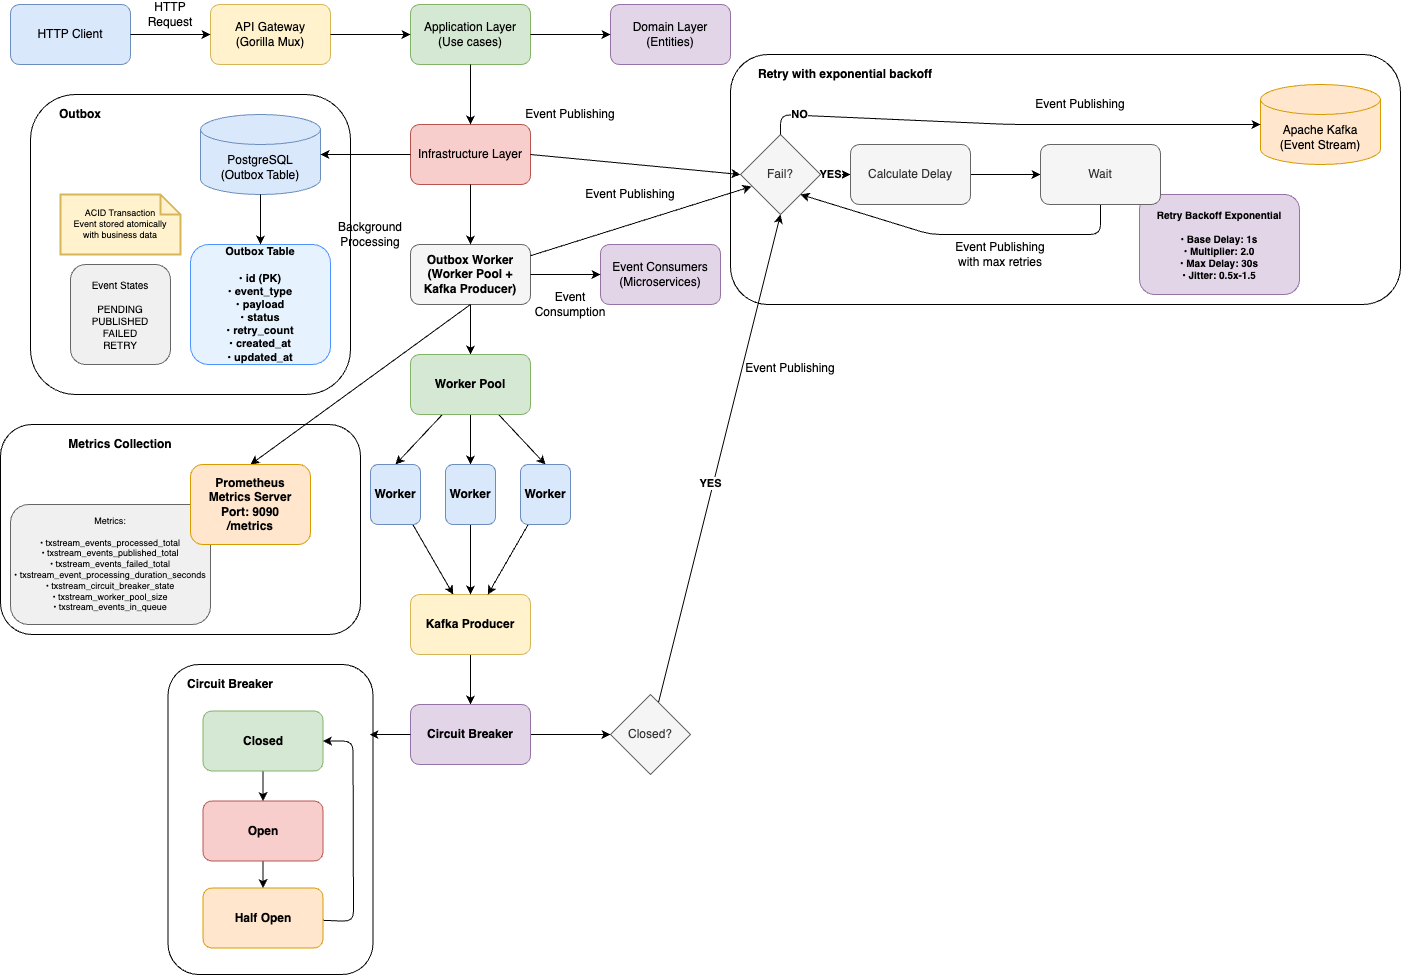 HTTP Client
HTTP
Request
API Gateway
(Gorilla Mux)
Application Layer
(Use cases)
Domain Layer
(Entities)
Retry with exponential backoff
NO
Event Publishing
Apache Kafka
(Event Stream)
Fail?
YES
Calculate Delay
Wait
Event Publishing
with max retries
Retry Backoff Exponential
• Base Delay: 1s
• Multiplier: 2.0
• Max Delay: 30s
• Jitter: 0.5x-1.5
Outbox
PostgreSQL
(Outbox Table)
ACID Transaction
Event stored atomically
with business data
Event States
PENDING
PUBLISHED
FAILED
RETRY
Outbox Table
• id (PK)
• event_type
• payload
• status
• retry_count
• created_at
• updated_at
Event Publishing
Infrastructure Layer
Event Publishing
Background
Processing
Outbox Worker
(Worker Pool +
Kafka Producer)
Event Consumers
(Microservices)
Event
Consumption
Event Publishing
Worker Pool
Metrics Collection
Prometheus
Metrics Server
Port: 9090
/metrics
Metrics:
• txstream_events_processed_total
• txstream_events_published_total
• txstream_events_failed_total
• txstream_event_processing_duration_seconds
• txstream_circuit_breaker_state
• txstream_worker_pool_size
• txstream_events_in_queue
Worker
Worker
Worker
YES
Kafka Producer
Circuit Breaker
Closed
Open
Half Open
Circuit Breaker
Closed?